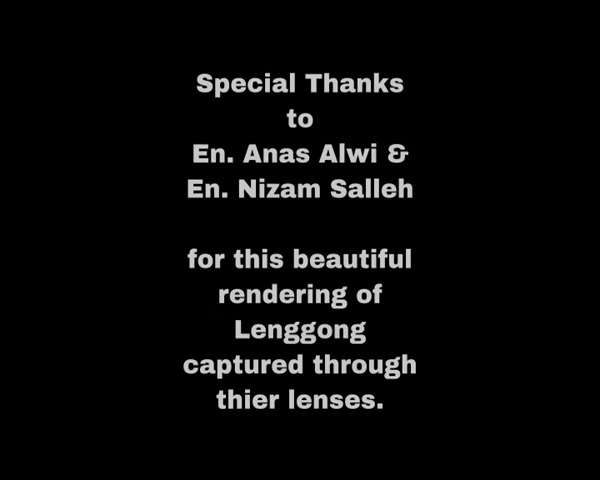 Special Thanks
to
En. Anas Alwi &
En. Nizam Salleh
for this beautiful
rendering of
Lenggong
captured through
thier lenses.